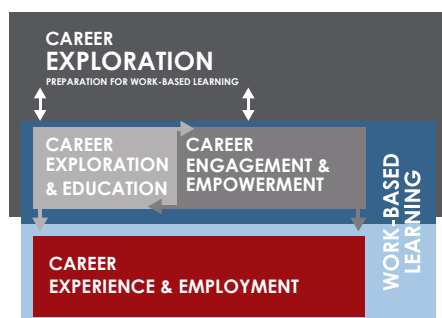 CAREER
EXPLORATION
PREPARATION FOR WORK-BASED LEARNING
CAREER
EXPLORATION
& EDUCATION
CAREER
ENGAGEMENT &
EMPOWERMENT
WORK-BASED
LEARNING
CAREER
EXPERIENCE & EMPLOYMENT